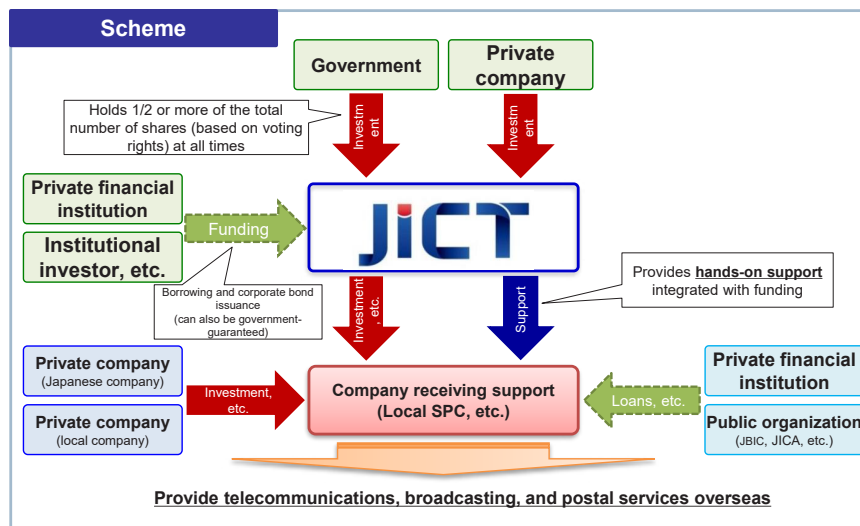 Scheme
Government
Private
company
Holds 1/2 or more of the total
number of shares (based on voting
rights) at all times
Investm
ent
Investm
ent
Private financial
institution
Institutional
investor, etc.
Funding
JiCT
Borrowing and corporate bond
issuance
(can also be government-
guaranteed)
Investment
, etc.
Support
Provides hands-on support
integrated with funding
Private company
(Japanese company)
Private company
(local company)
Investment,
etc.
Company receiving support
(Local SPC, etc.)
Loans, etc.
Private financial
institution
Public organization
(JBIC, JICA, etc.)
Provide telecommunications, broadcasting, and postal services overseas